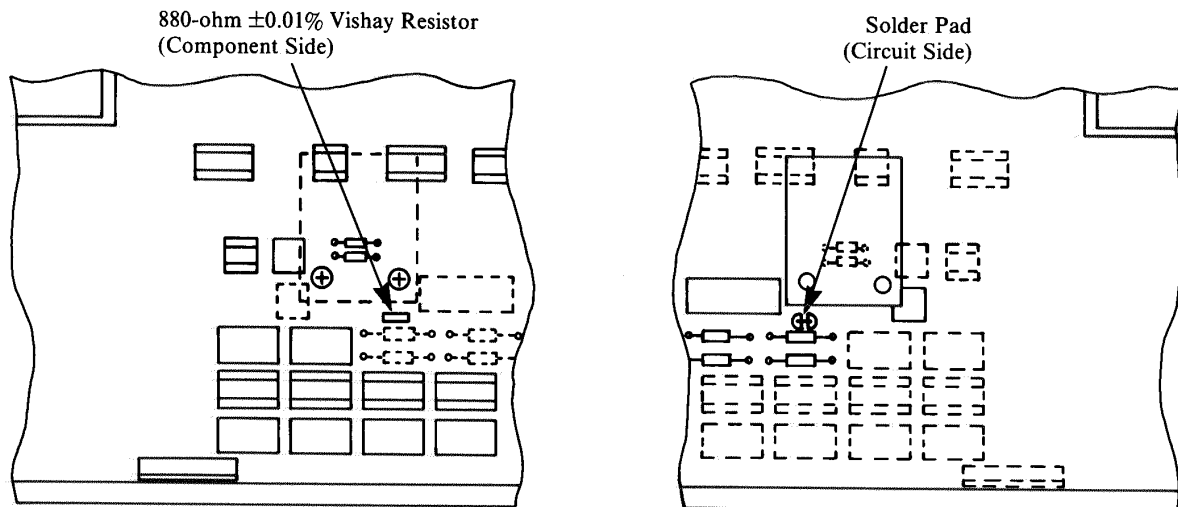 880-ohm ±0.01% Vishay Resistor
(Component Side)
Solder Pad
(Circuit Side)